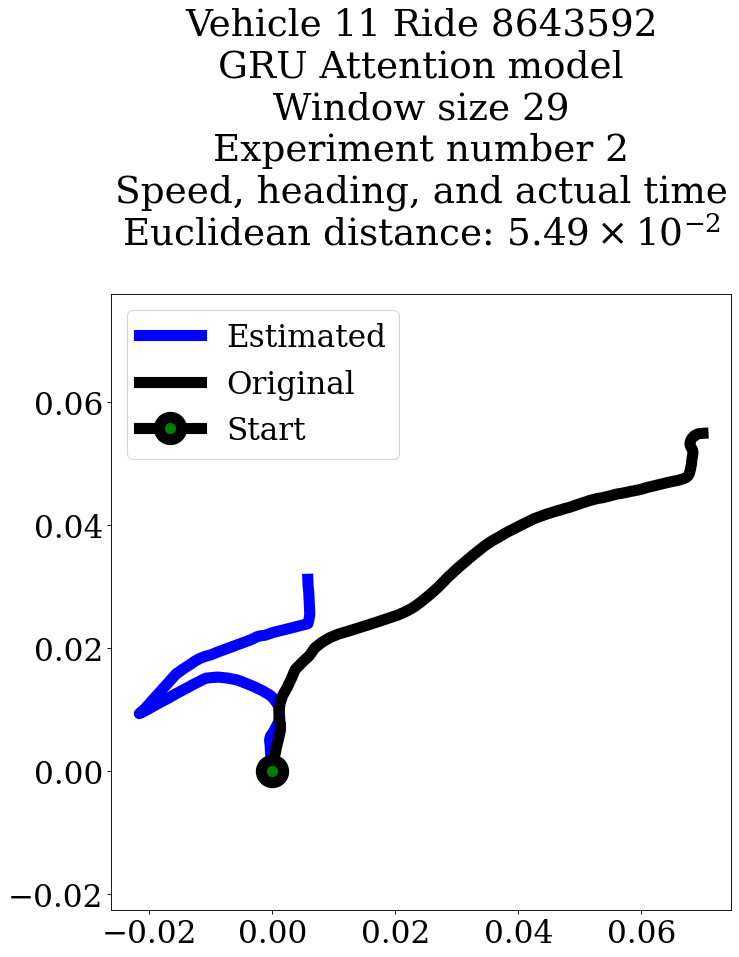 Vehicle 11 Ride 8643592
GRU Attention model
Window size 29
Experiment number 2
Speed, heading, and actual time
Euclidean distance: 5.49 × 10⁻²
Estimated
Original
Start
0.06
0.04
0.02
0.00
−0.02
−0.02 0.00 0.02 0.04 0.06